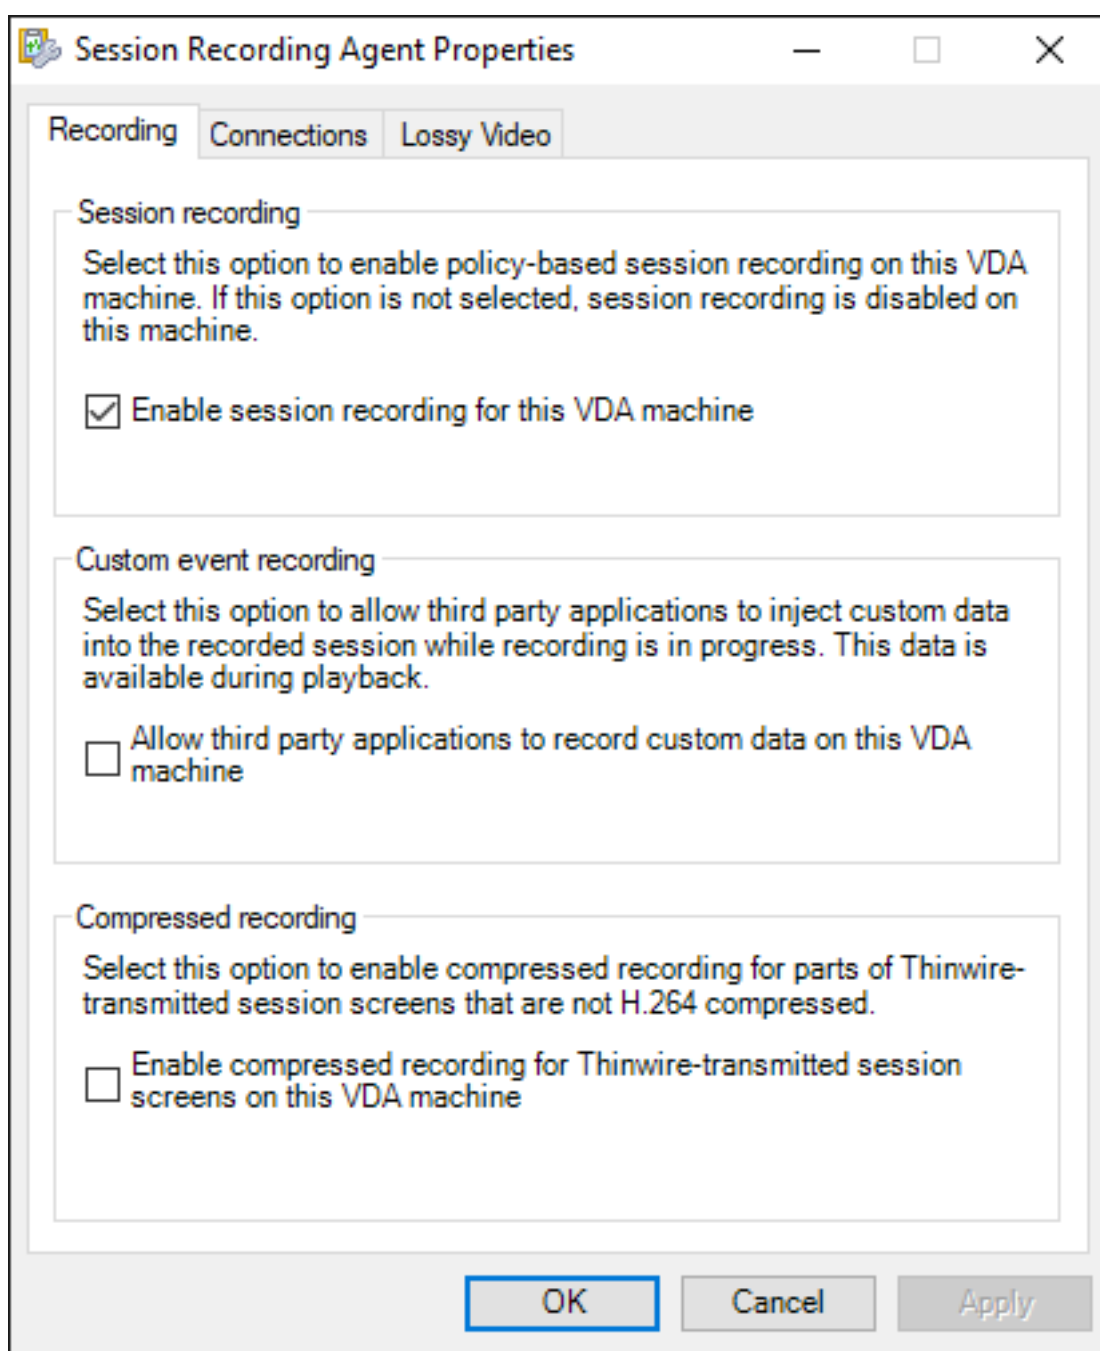 Session Recording Agent Properties
Recording
Connections
Lossy Video
Session recording
Select this option to enable policy-based session recording on this VDA
machine. If this option is not selected, session recording is disabled on
this machine.
Enable session recording for this VDA machine
Custom event recording
Select this option to allow third party applications to inject custom data
into the recorded session while recording is in progress. This data is
available during playback.
Allow third party applications to record custom data on this VDA
machine
Compressed recording
Select this option to enable compressed recording for parts of Thinwire-
transmitted session screens that are not H.264 compressed.
Enable compressed recording for Thinwire-transmitted session
screens on this VDA machine
OK
Cancel
Apply